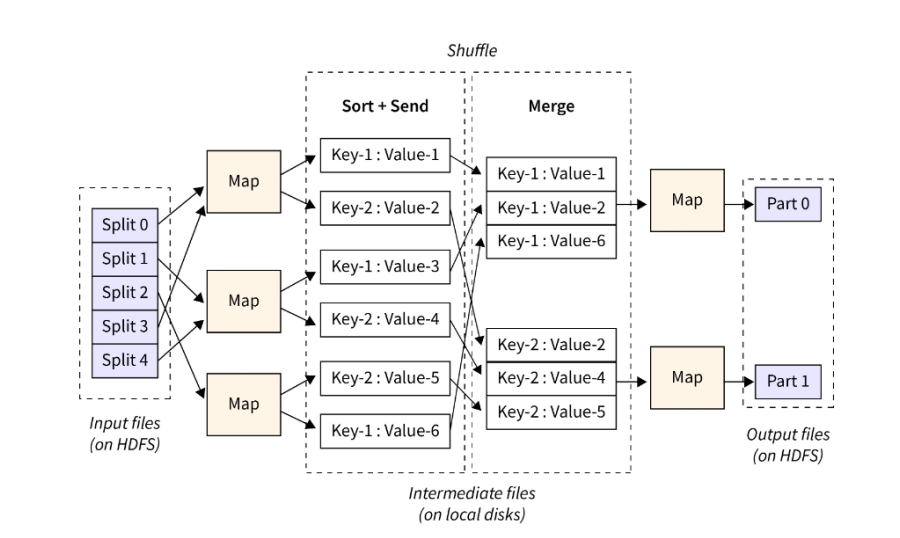 Shuffle
Sort + Send
Merge
Split 0
Split 1
Split 2
Split 3
Split 4
Input files
(on HDFS)
Map
Map
Map
Key-1 : Value-1
Key-2 : Value-2
Key-1 : Value-3
Key-2 : Value-4
Key-2 : Value-5
Key-1 : Value-6
Key-1 : Value-1
Key-1 : Value-2
Key-1 : Value-6
Key-2 : Value-2
Key-2 : Value-4
Key-2 : Value-5
Intermediate files
(on local disks)
Map
Map
Part 0
Part 1
Output files
(on HDFS)